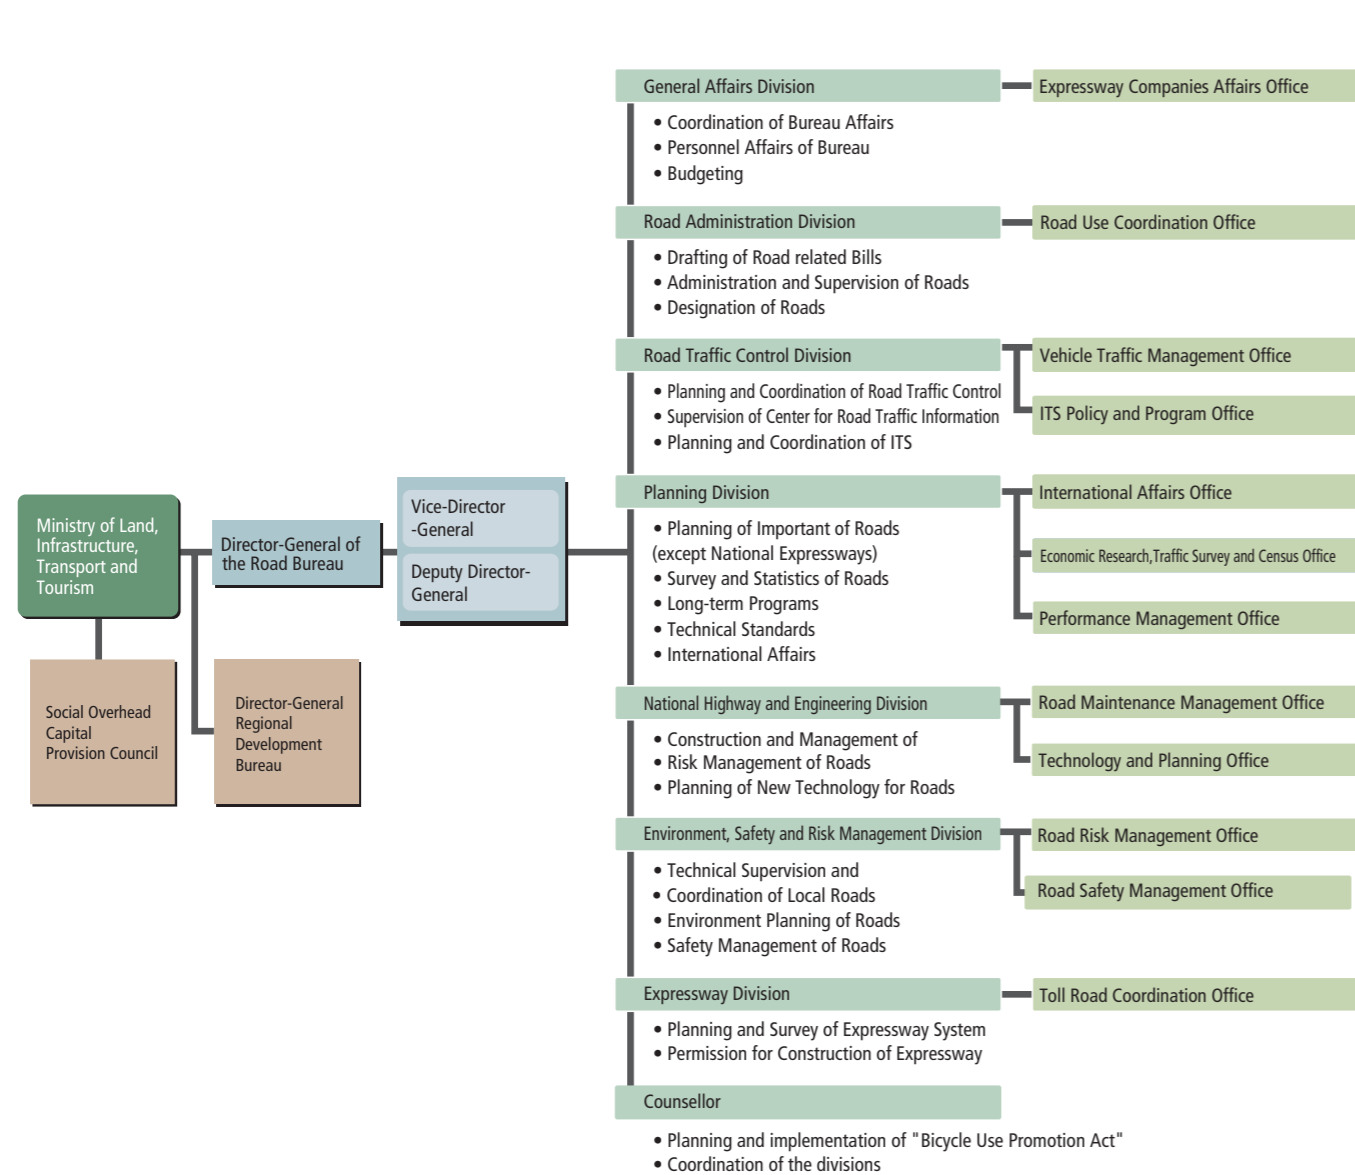 Ministry of Land,
Infrastructure,
Transport and
Tourism
Social Overhead
Capital
Provision Council
Director-General of
the Road Bureau
Director-General
Regional
Development
Bureau
Vice-Director
-General
Deputy Director-
General
General Affairs Division
• Coordination of Bureau Affairs
• Personnel Affairs of Bureau
• Budgeting
Expressway Companies Affairs Office
Road Administration Division
• Drafting of Road related Bills
• Administration and Supervision of Roads
• Designation of Roads
Road Use Coordination Office
Road Traffic Control Division
• Planning and Coordination of Road Traffic Control
• Supervision of Center for Road Traffic Information
• Planning and Coordination of ITS
Vehicle Traffic Management Office
ITS Policy and Program Office
Planning Division
• Planning of Important of Roads
(except National Expressways)
• Survey and Statistics of Roads
• Long-term Programs
• Technical Standards
• International Affairs
International Affairs Office
Economic Research,Traffic Survey and Census Office
Performance Management Office
National Highway and Engineering Division
• Construction and Management of
• Risk Management of Roads
• Planning of New Technology for Roads
Road Maintenance Management Office
Technology and Planning Office
Environment, Safety and Risk Management Division
• Technical Supervision and
• Coordination of Local Roads
• Environment Planning of Roads
• Safety Management of Roads
Road Risk Management Office
Road Safety Management Office
Expressway Division
• Planning and Survey of Expressway System
• Permission for Construction of Expressway
Toll Road Coordination Office
Counsellor
• Planning and implementation of "Bicycle Use Promotion Act"
• Coordination of the divisions